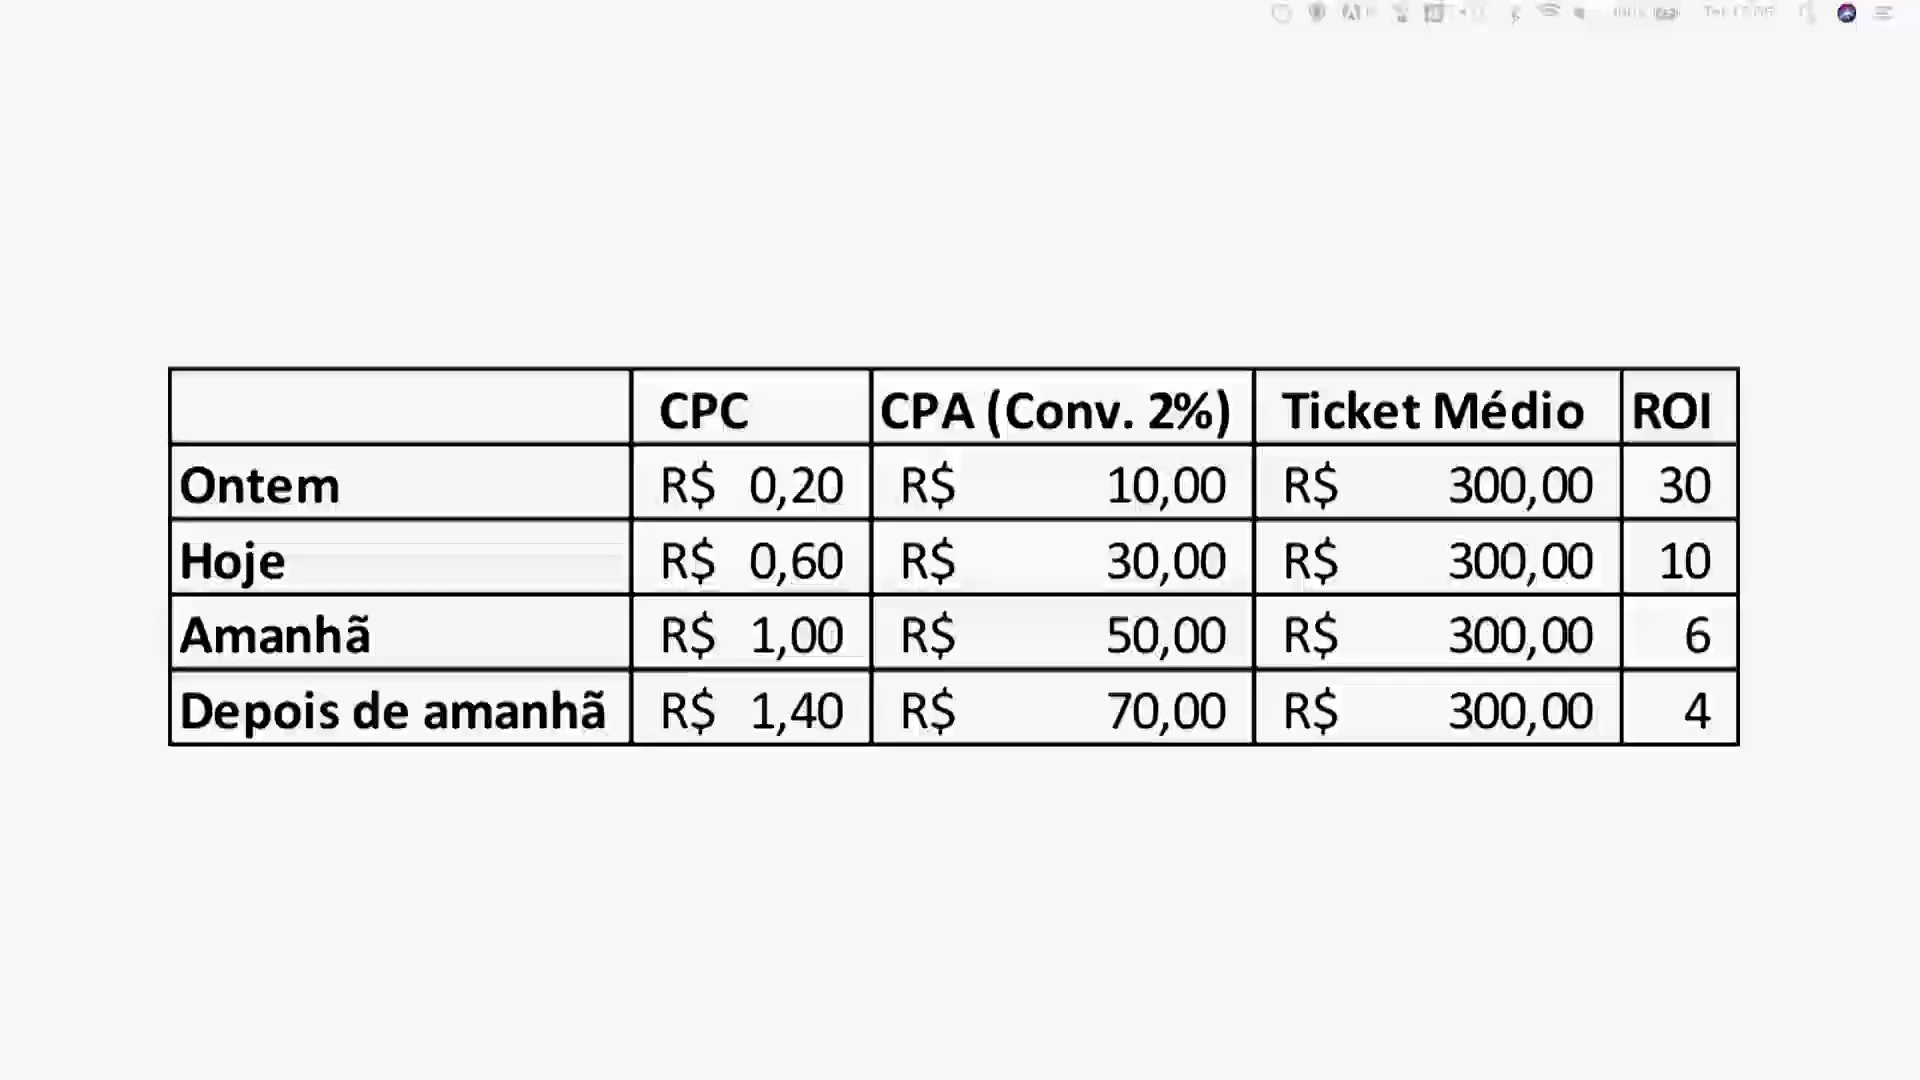 CPC CPA (Conv. 2%) Ticket Médio ROI
Ontem R$ 0,20 R$ 10,00 R$ 300,00 30
Hoje R$ 0,60 R$ 30,00 R$ 300,00 10
Amanhã R$ 1,00 R$ 50,00 R$ 300,00 6
Depois de amanhã R$ 1,40 R$ 70,00 R$ 300,00 4